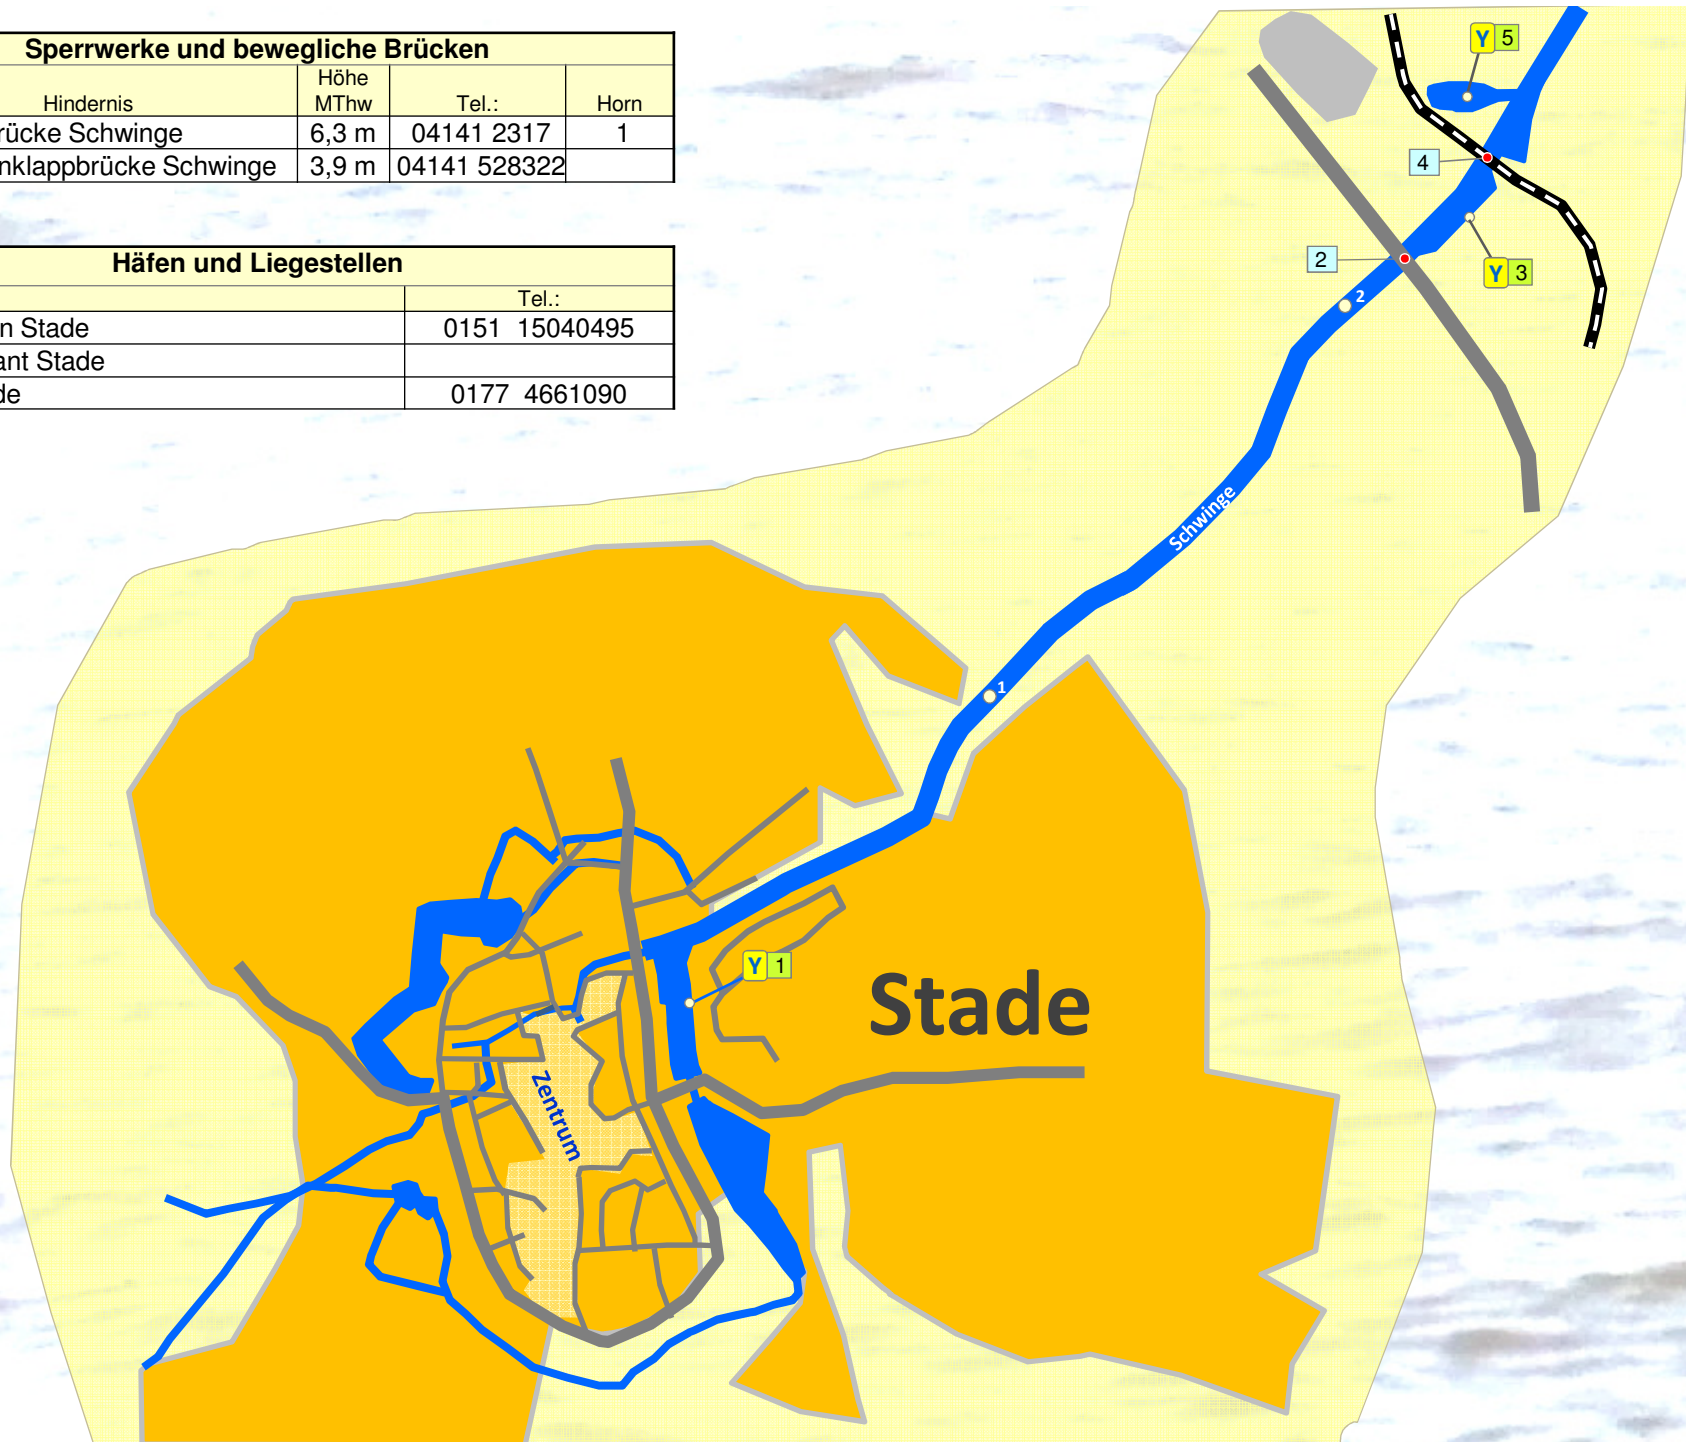 Sperrwerke und bewegliche Brücken
Hindernis Höhe MThw Tel.: Horn
rücke Schwinge 6,3 m 04141 2317 1
nklappbrücke Schwinge 3,9 m 04141 528322
Häfen und Liegestellen
Tel.:
n Stade 0151 15040495
ant Stade
de 0177 4661090
Y 5
4
2
Y 3
2
Schwinge
1
Y 1
Stade
Zentrum